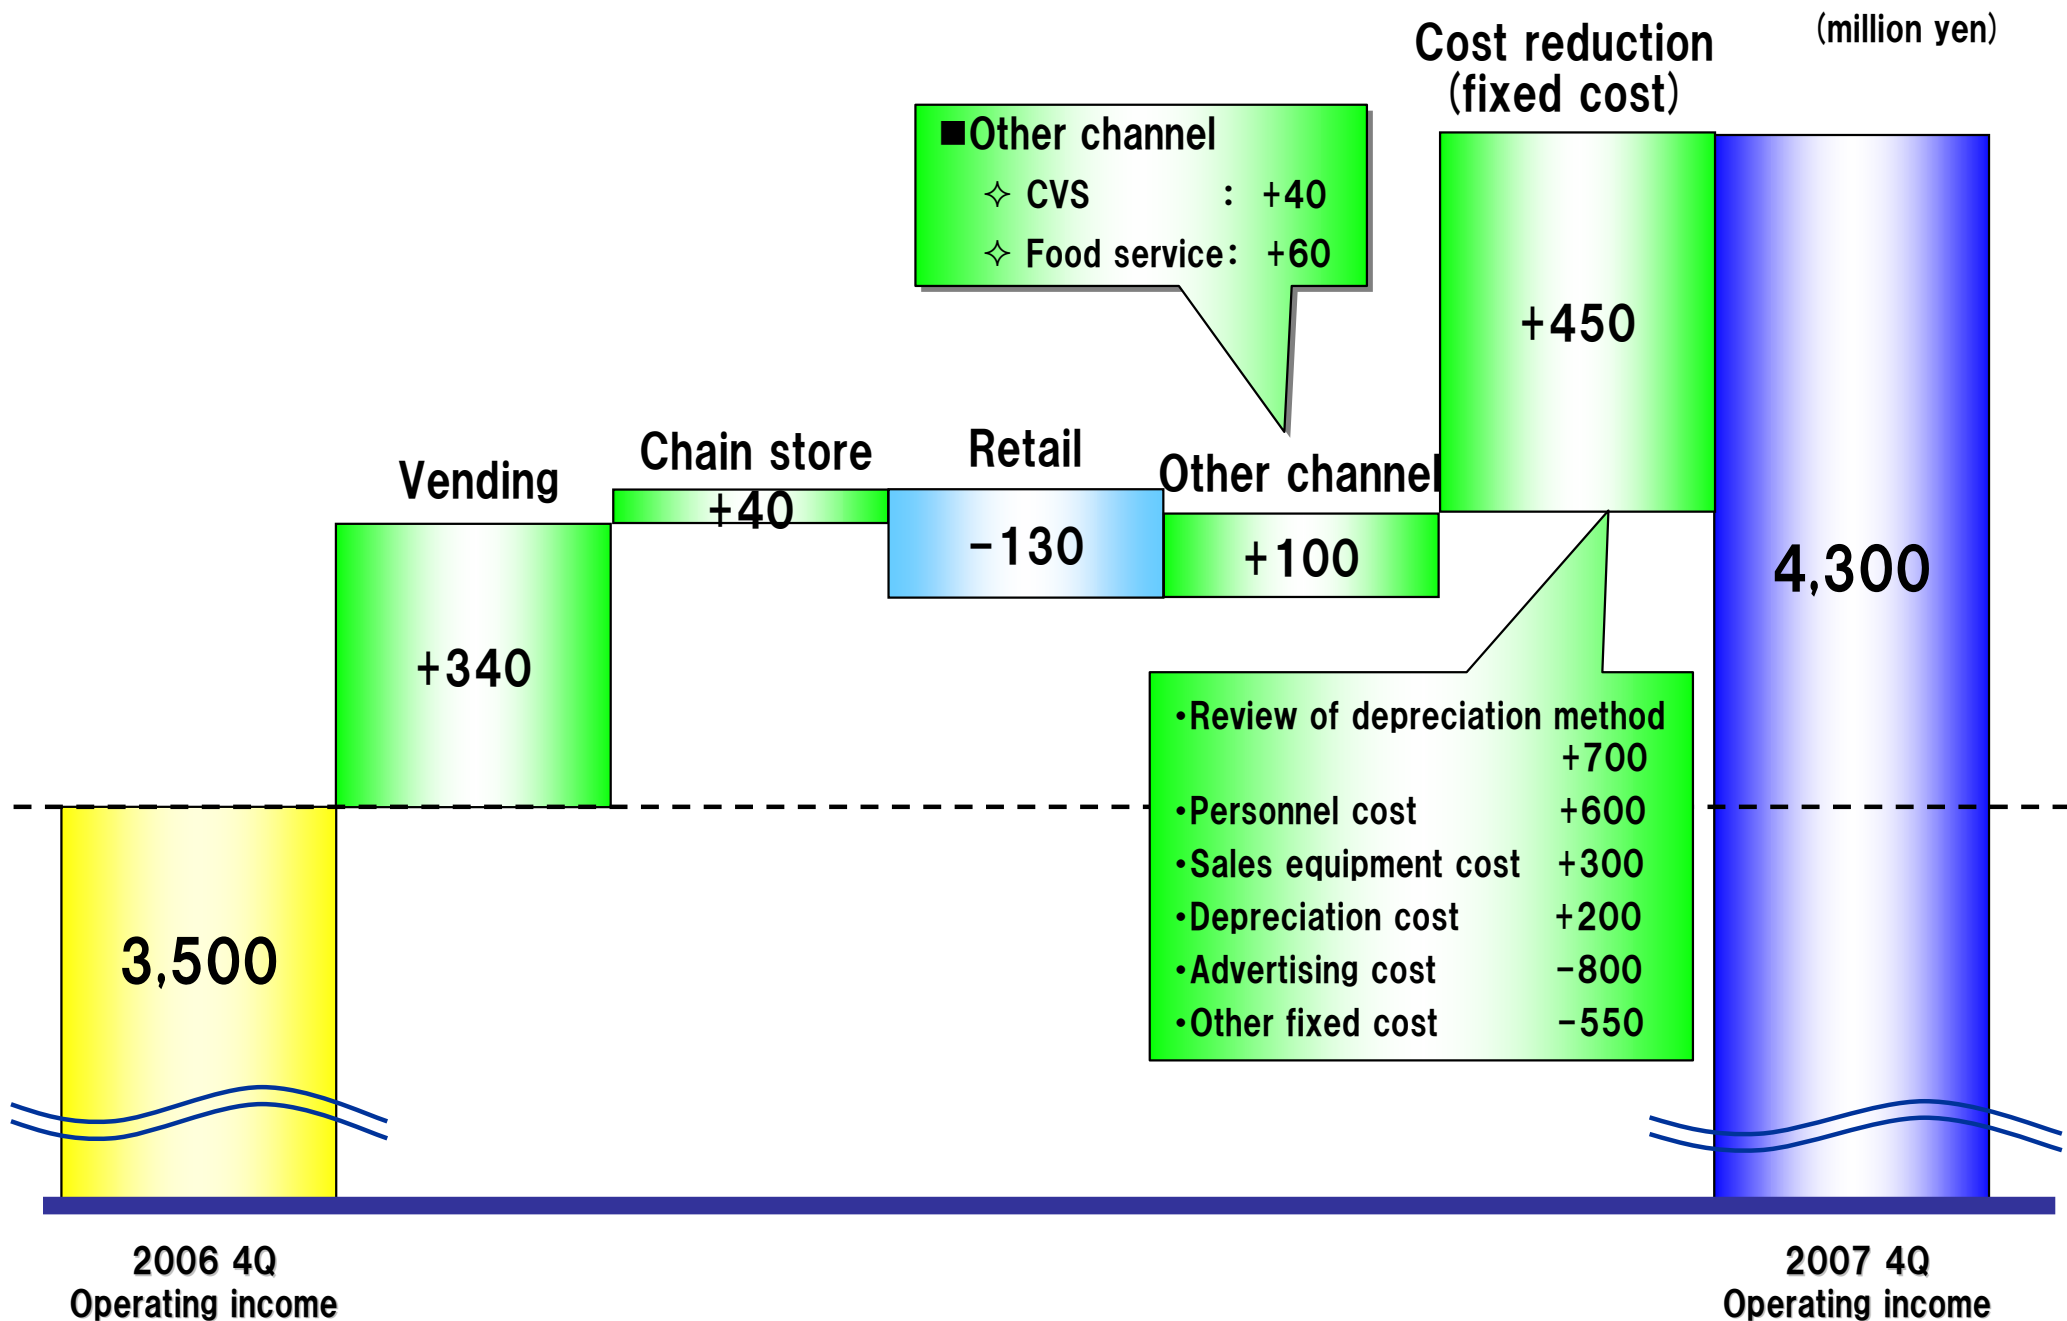 (million yen)
Cost reduction
(fixed cost)
■Other channel
✧ CVS : +40
✧ Food service: +60
+450
Vending
Chain store
Retail
Other channel
+40
-130
+100
4,300
+340
・Review of depreciation method
+700
・Personnel cost +600
・Sales equipment cost +300
・Depreciation cost +200
・Advertising cost -800
・Other fixed cost -550
3,500
2006 4Q
Operating income
2007 4Q
Operating income